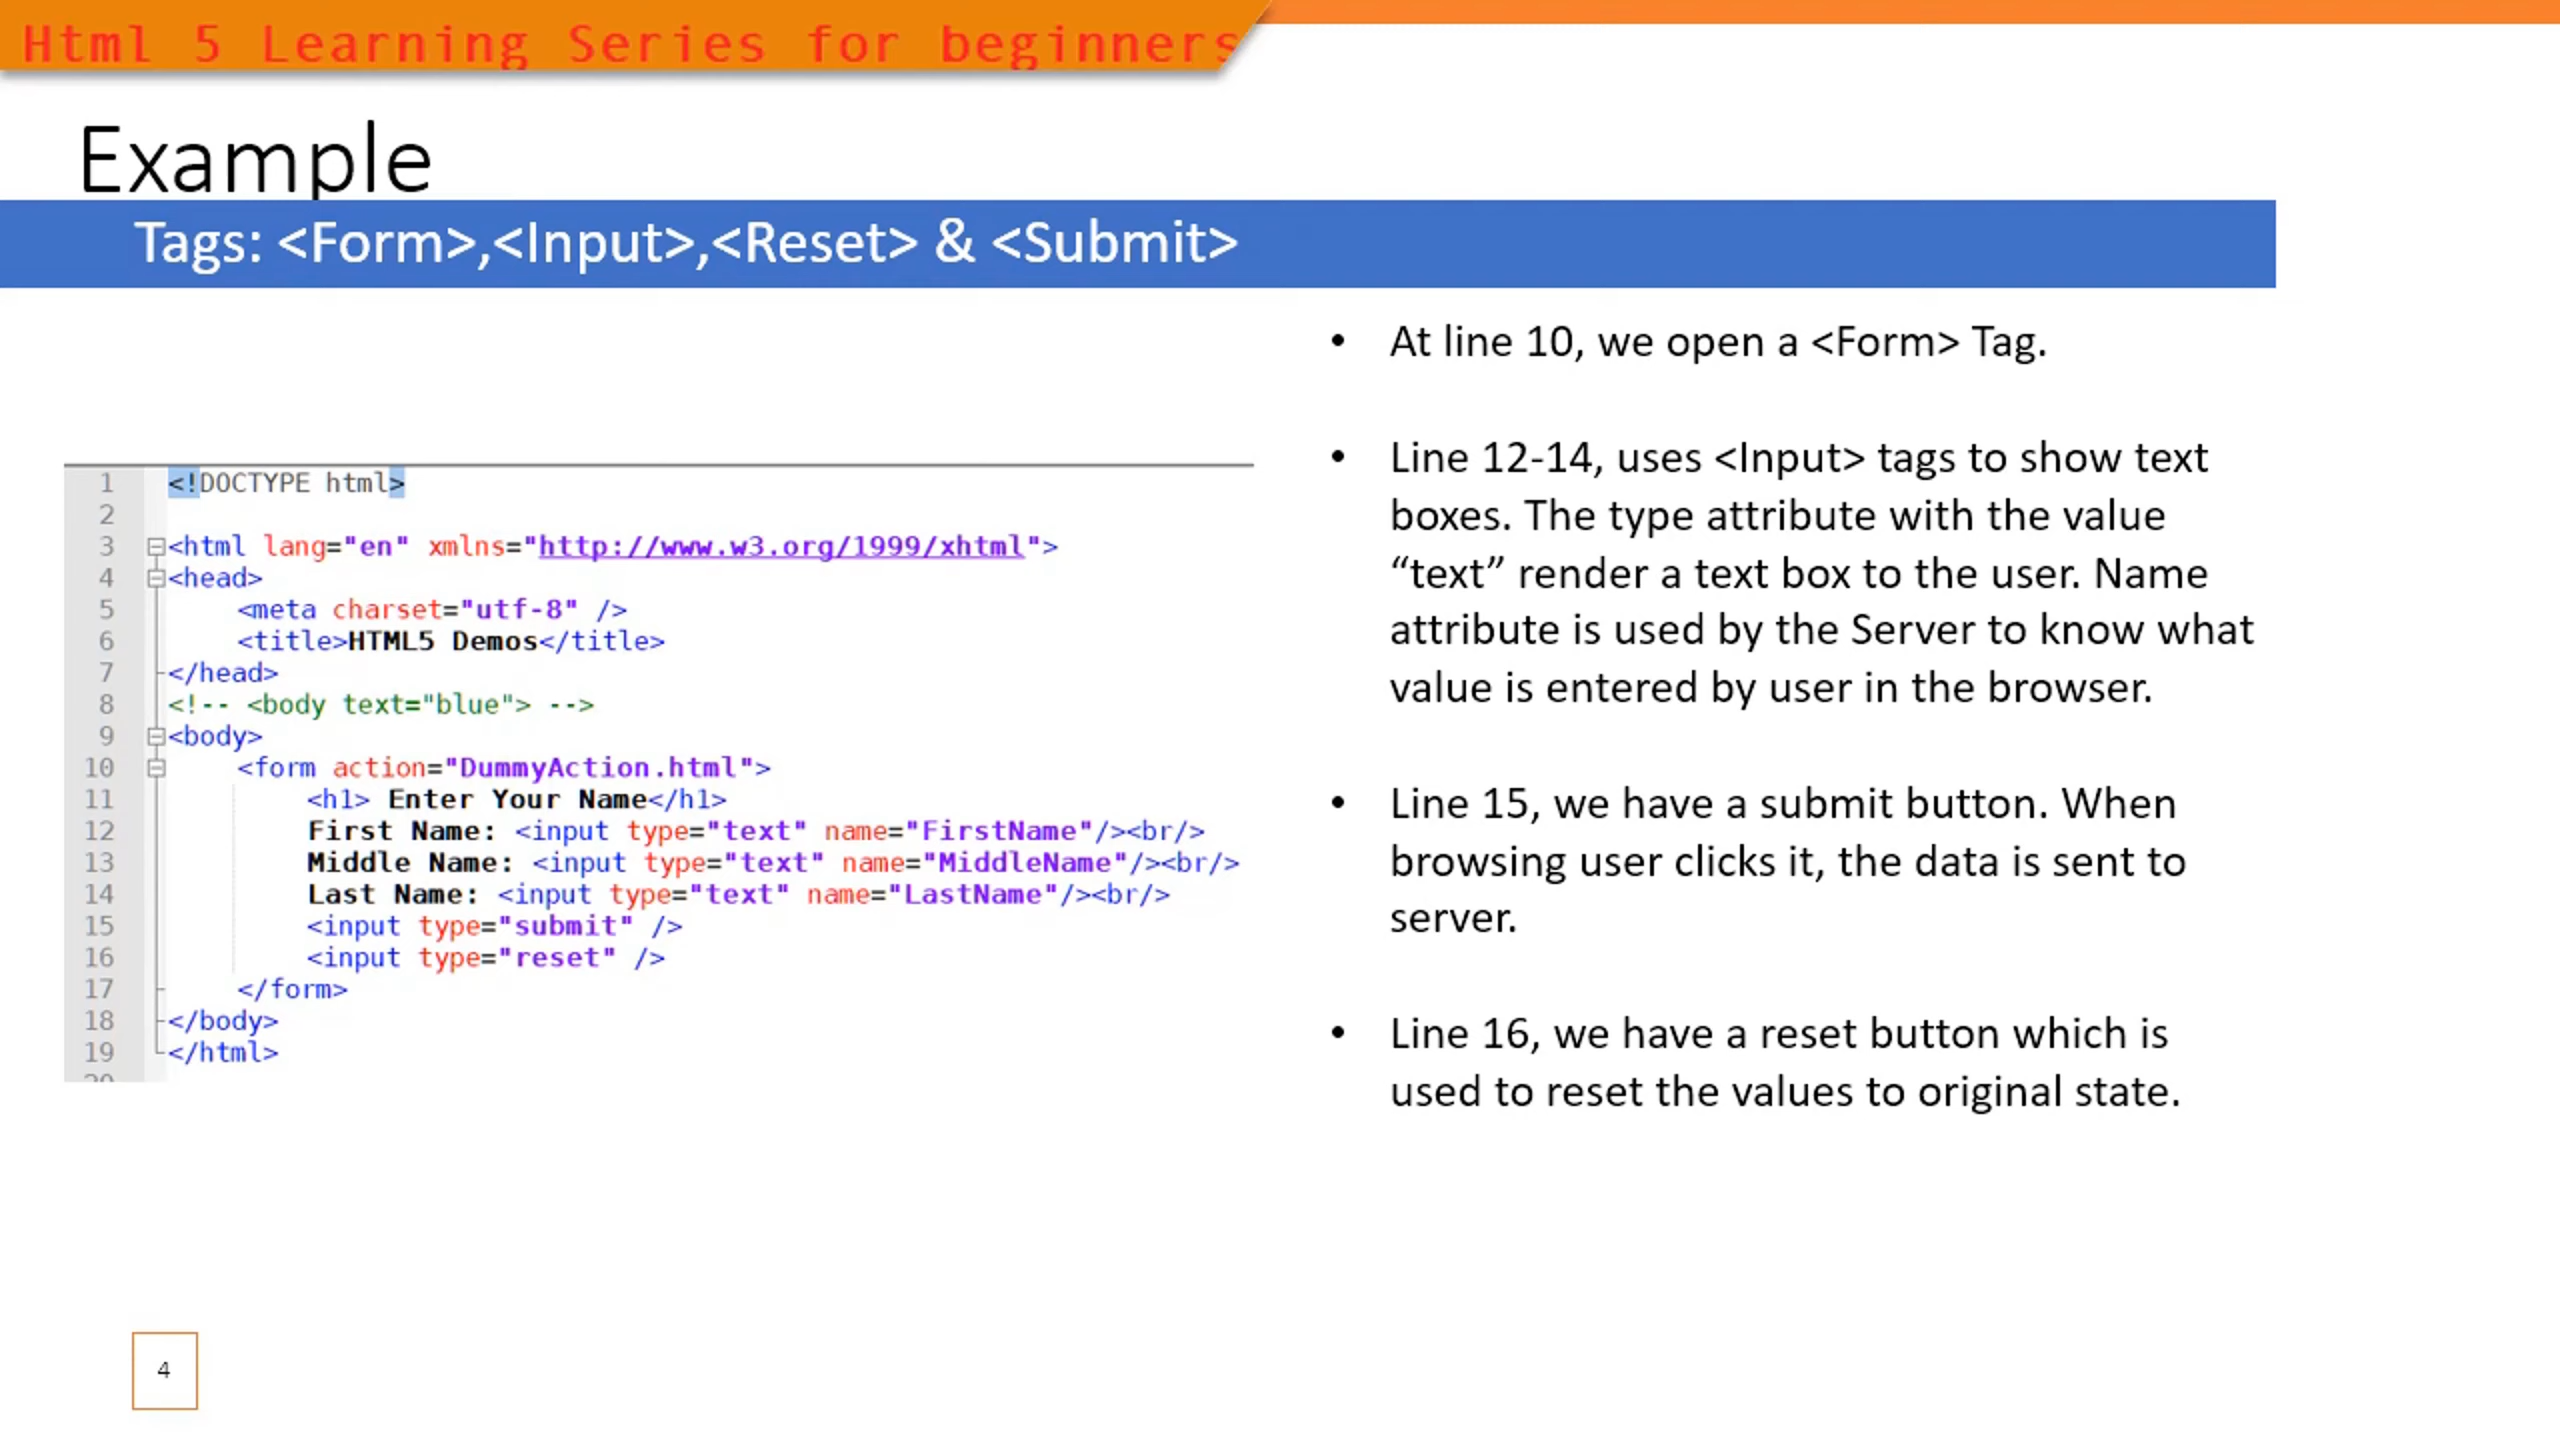 Html 5 Learning Series for beginners
Example
Tags: <Form>,<Input>,<Reset> & <Submit>
1 <!DOCTYPE html>
2
3 <html lang="en" xmlns="http://www.w3.org/1999/xhtml">
4 <head>
5 <meta charset="utf-8" />
6 <title>HTML5 Demos</title>
7 </head>
8 <!-- <body text="blue"> -->
9 <body>
10 <form action="DummyAction.html">
11 <h1> Enter Your Name</h1>
12 First Name: <input type="text" name="FirstName"/><br/>
13 Middle Name: <input type="text" name="MiddleName"/><br/>
14 Last Name: <input type="text" name="LastName"/><br/>
15 <input type="submit" />
16 <input type="reset" />
17 </form>
18 </body>
19 </html>
20
• At line 10, we open a <Form> Tag.
• Line 12-14, uses <Input> tags to show text
boxes. The type attribute with the value
“text” render a text box to the user. Name
attribute is used by the Server to know what
value is entered by user in the browser.
• Line 15, we have a submit button. When
browsing user clicks it, the data is sent to
server.
• Line 16, we have a reset button which is
used to reset the values to original state.
4